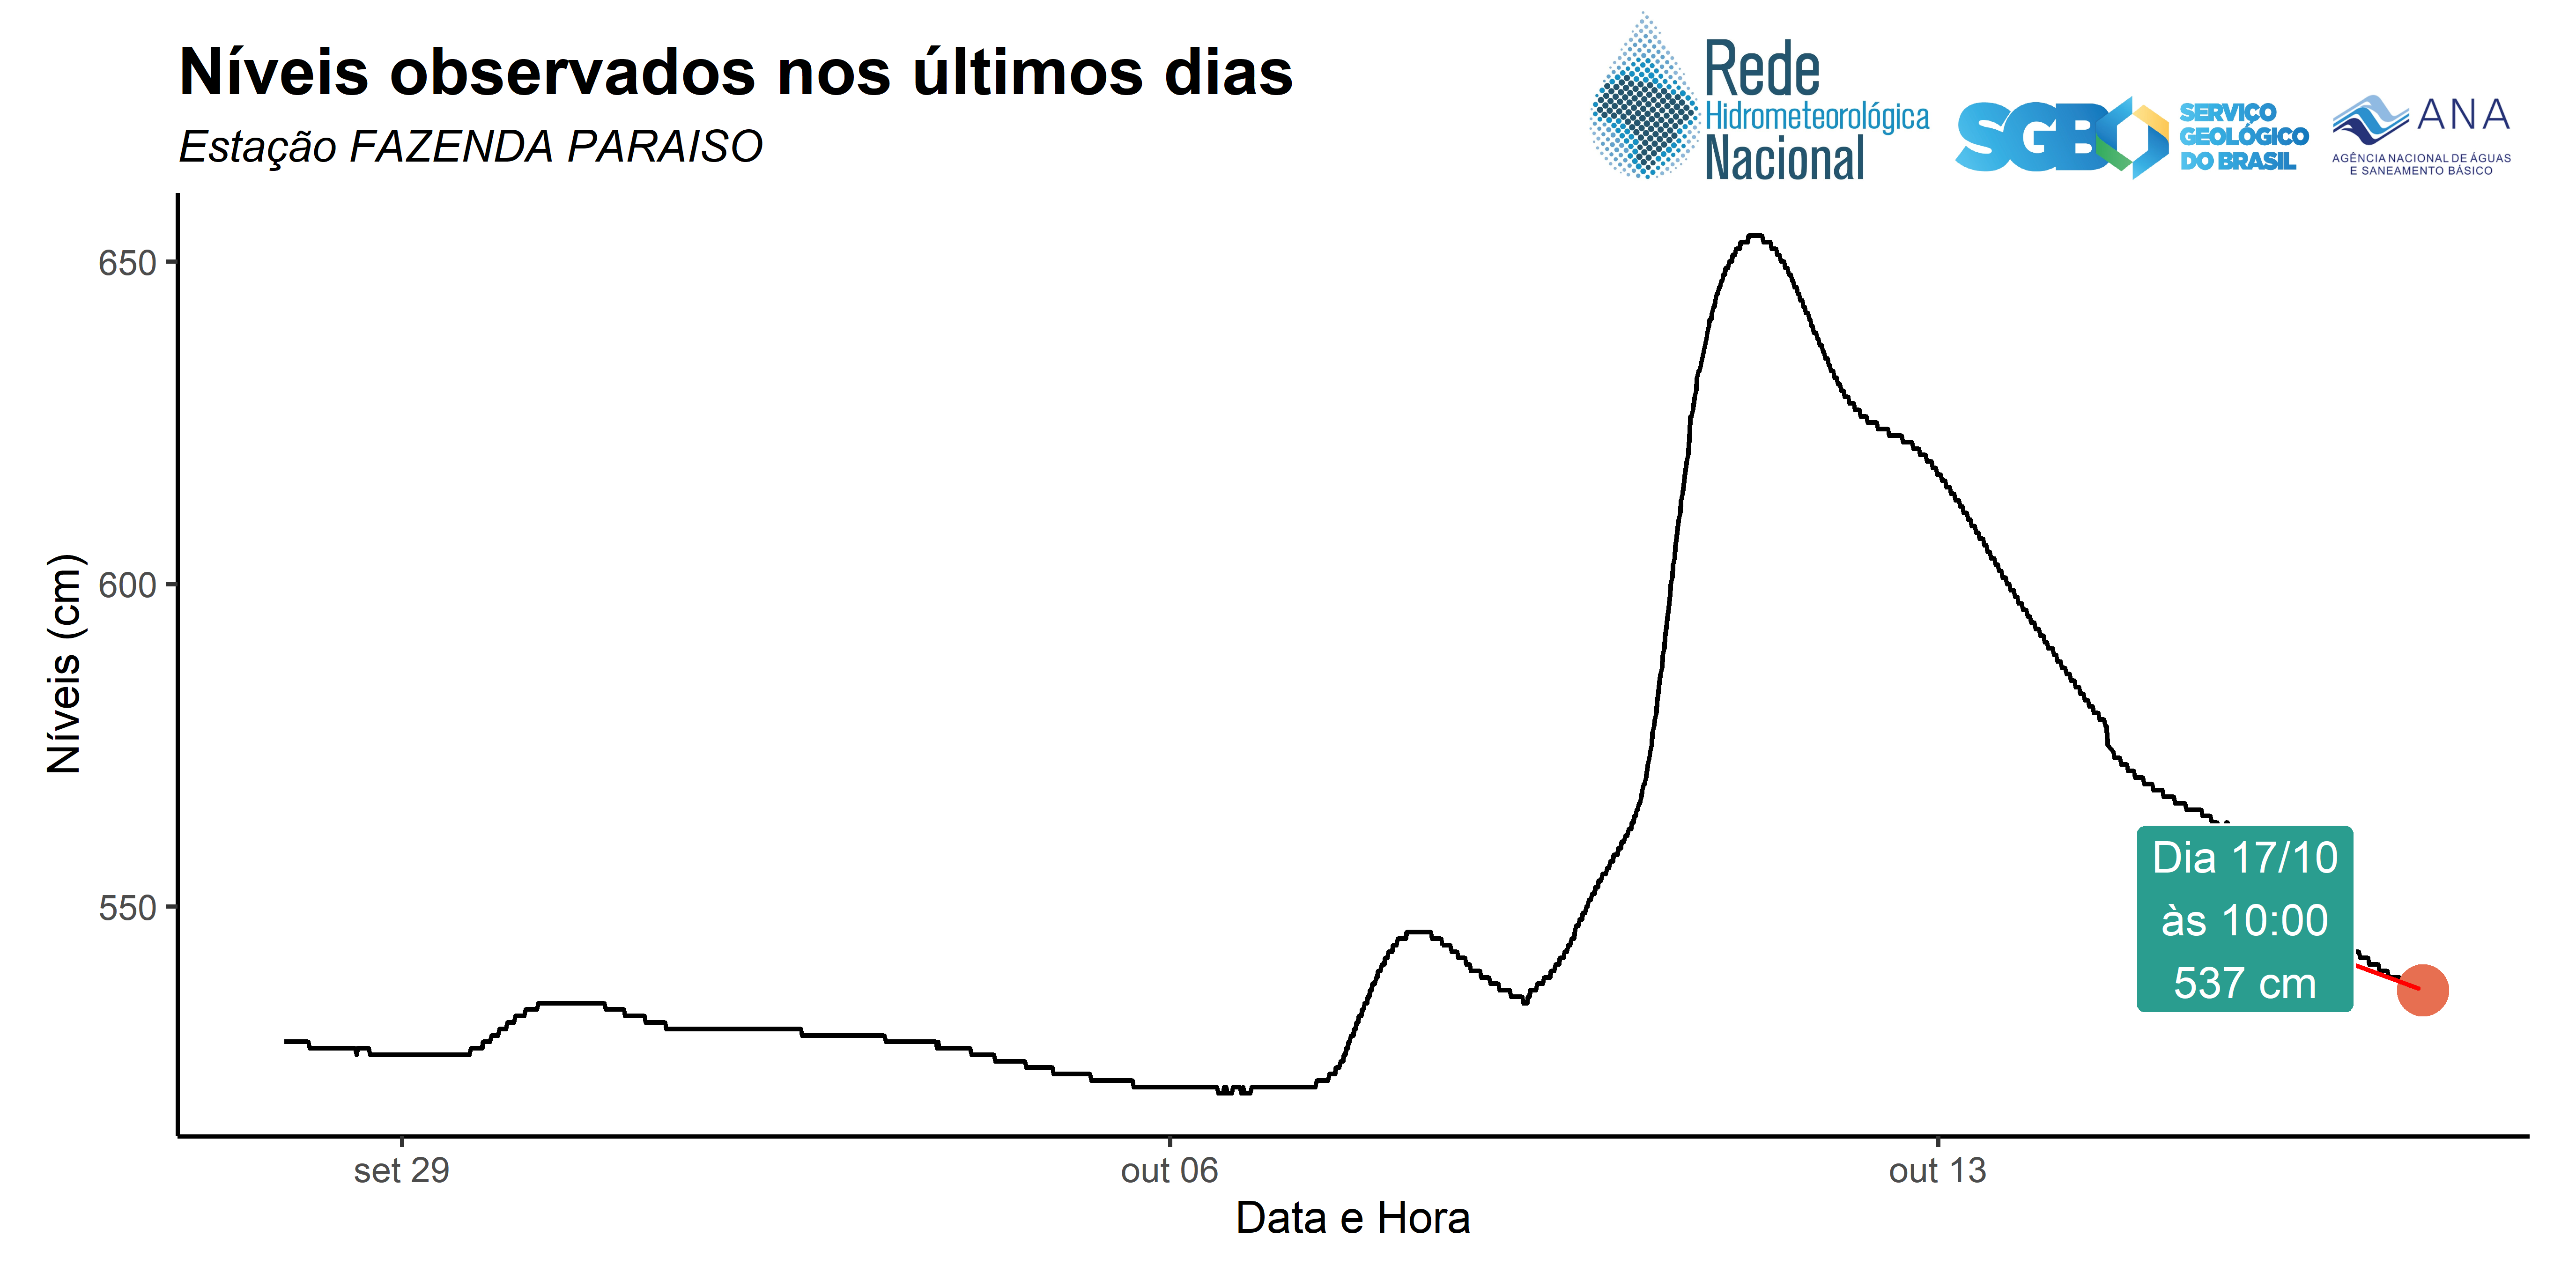 Níveis observados nos últimos dias
Estação FAZENDA PARAISO
Rede
Hidrometeorológica
Nacional
SGB
SERVIÇO
GEOLÓGICO
DO BRASIL
ANA
AGÊNCIA NACIONAL DE ÁGUAS
E SANEAMENTO BÁSICO
Níveis (cm)
650
600
550
Dia 17/10
às 10:00
537 cm
set 29
out 06
out 13
Data e Hora